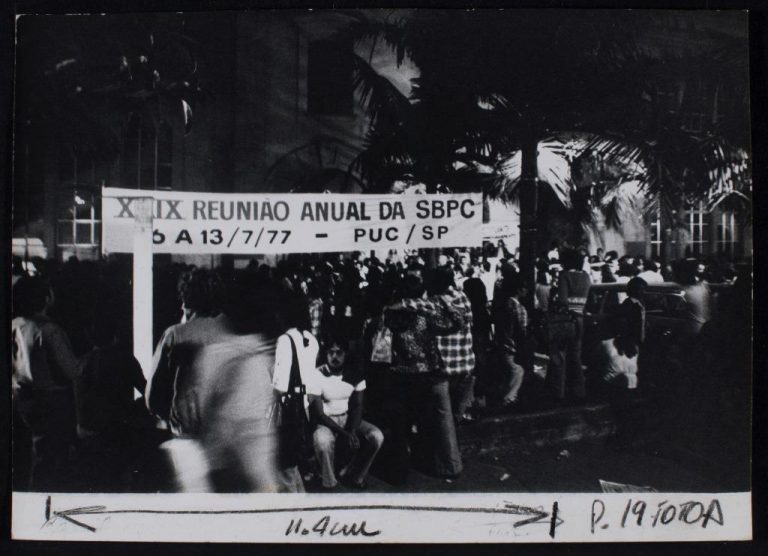 XXIX REUNIÃO ANUAL DA SBPC
6 A 13/7/77 - PUC/SP
11.4cm
P. 19 FOTO A